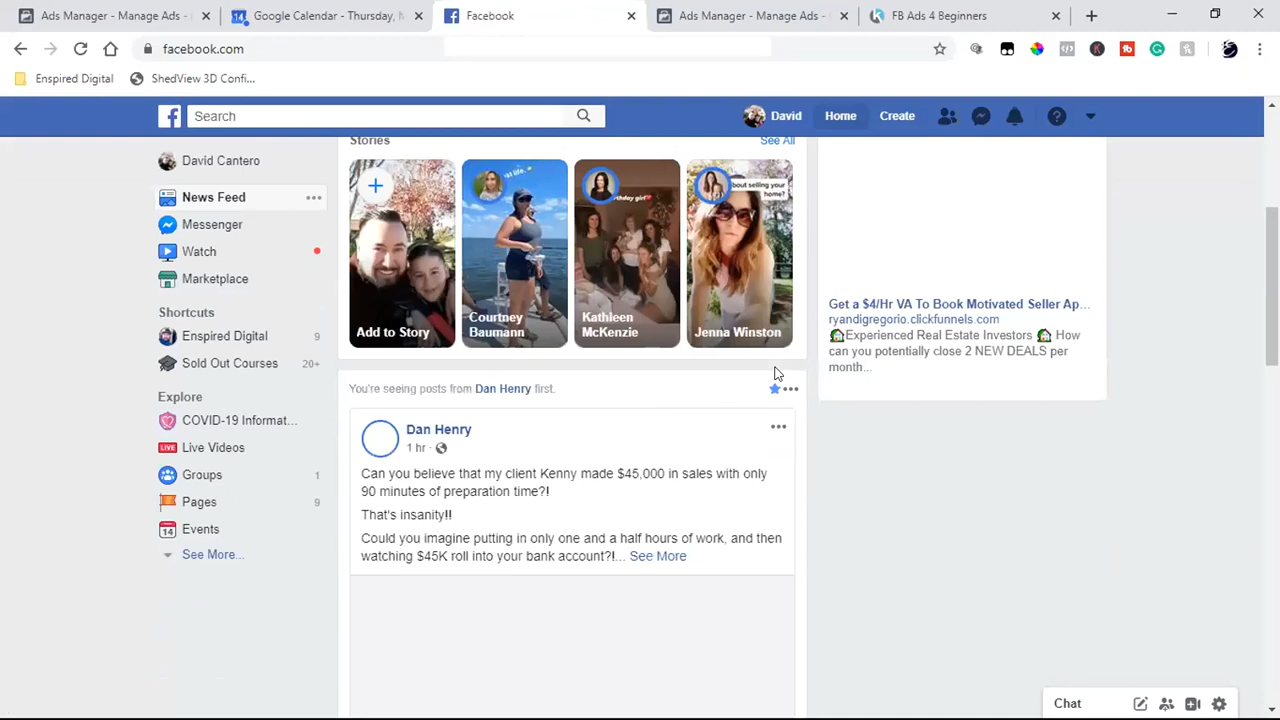 Ads Manager - Manage Ads -
Google Calendar - Thursday, M
Facebook
Ads Manager - Manage Ads -
FB Ads 4 Beginners
facebook.com
Enspired Digital
ShedView 3D Confi...
Search
David
Home
Create
David Cantero
News Feed
Messenger
Watch
Marketplace
Shortcuts
Enspired Digital 9
Sold Out Courses 20+
Explore
COVID-19 Informat...
Live Videos
Groups 1
Pages 9
Events
See More...
Stories
See All
Add to Story
Courtney
Baumann
Kathleen
McKenzie
bout selling your
home?
Jenna Winston
You're seeing posts from Dan Henry first.
Dan Henry
1 hr
Can you believe that my client Kenny made $45,000 in sales with only
90 minutes of preparation time?!
That's insanity!!
Could you imagine putting in only one and a half hours of work, and then
watching $45K roll into your bank account?!... See More
Get a $4/Hr VA To Book Motivated Seller Ap...
ryandigregorio.clickfunnels.com
Experienced Real Estate Investors How
can you potentially close 2 NEW DEALS per
month...
Chat